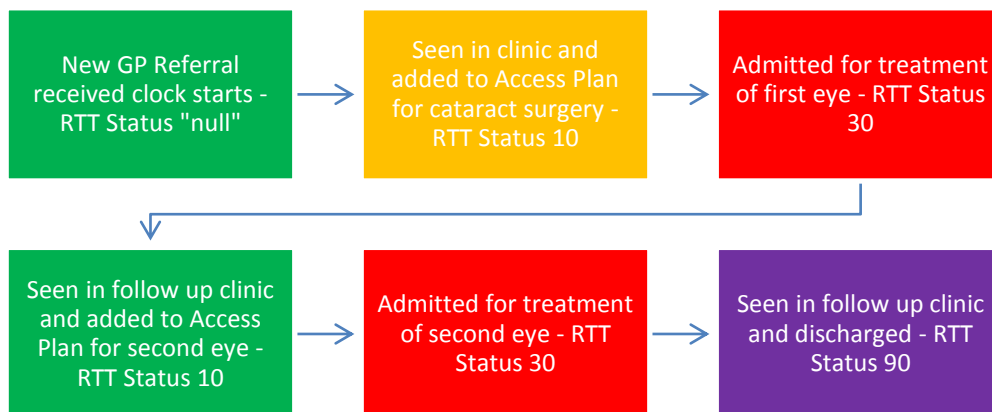 New GP Referral
received clock starts -
RTT Status "null"
Seen in clinic and
added to Access Plan
for cataract surgery -
RTT Status 10
Admitted for treatment
of first eye - RTT Status
30
Seen in follow up clinic
and added to Access
Plan for second eye -
RTT Status 10
Admitted for treatment
of second eye - RTT
Status 30
Seen in follow up clinic
and discharged - RTT
Status 90